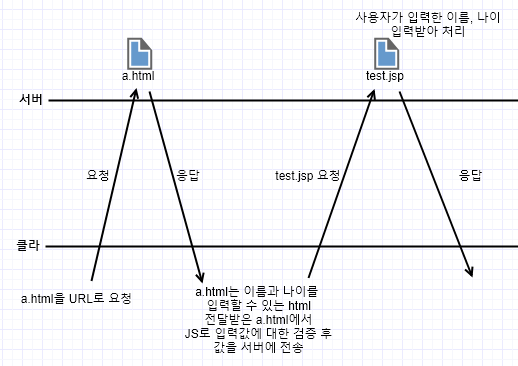 사용자가 입력한 이름, 나이
입력받아 처리
a.html
test.jsp
서버
요청
응답
test.jsp 요청
응답
클라
a.html을 URL로 요청
a.html는 이름과 나이를
입력할 수 있는 html
전달받은 a.html에서
JS로 입력값에 대한 검증 후
값을 서버에 전송